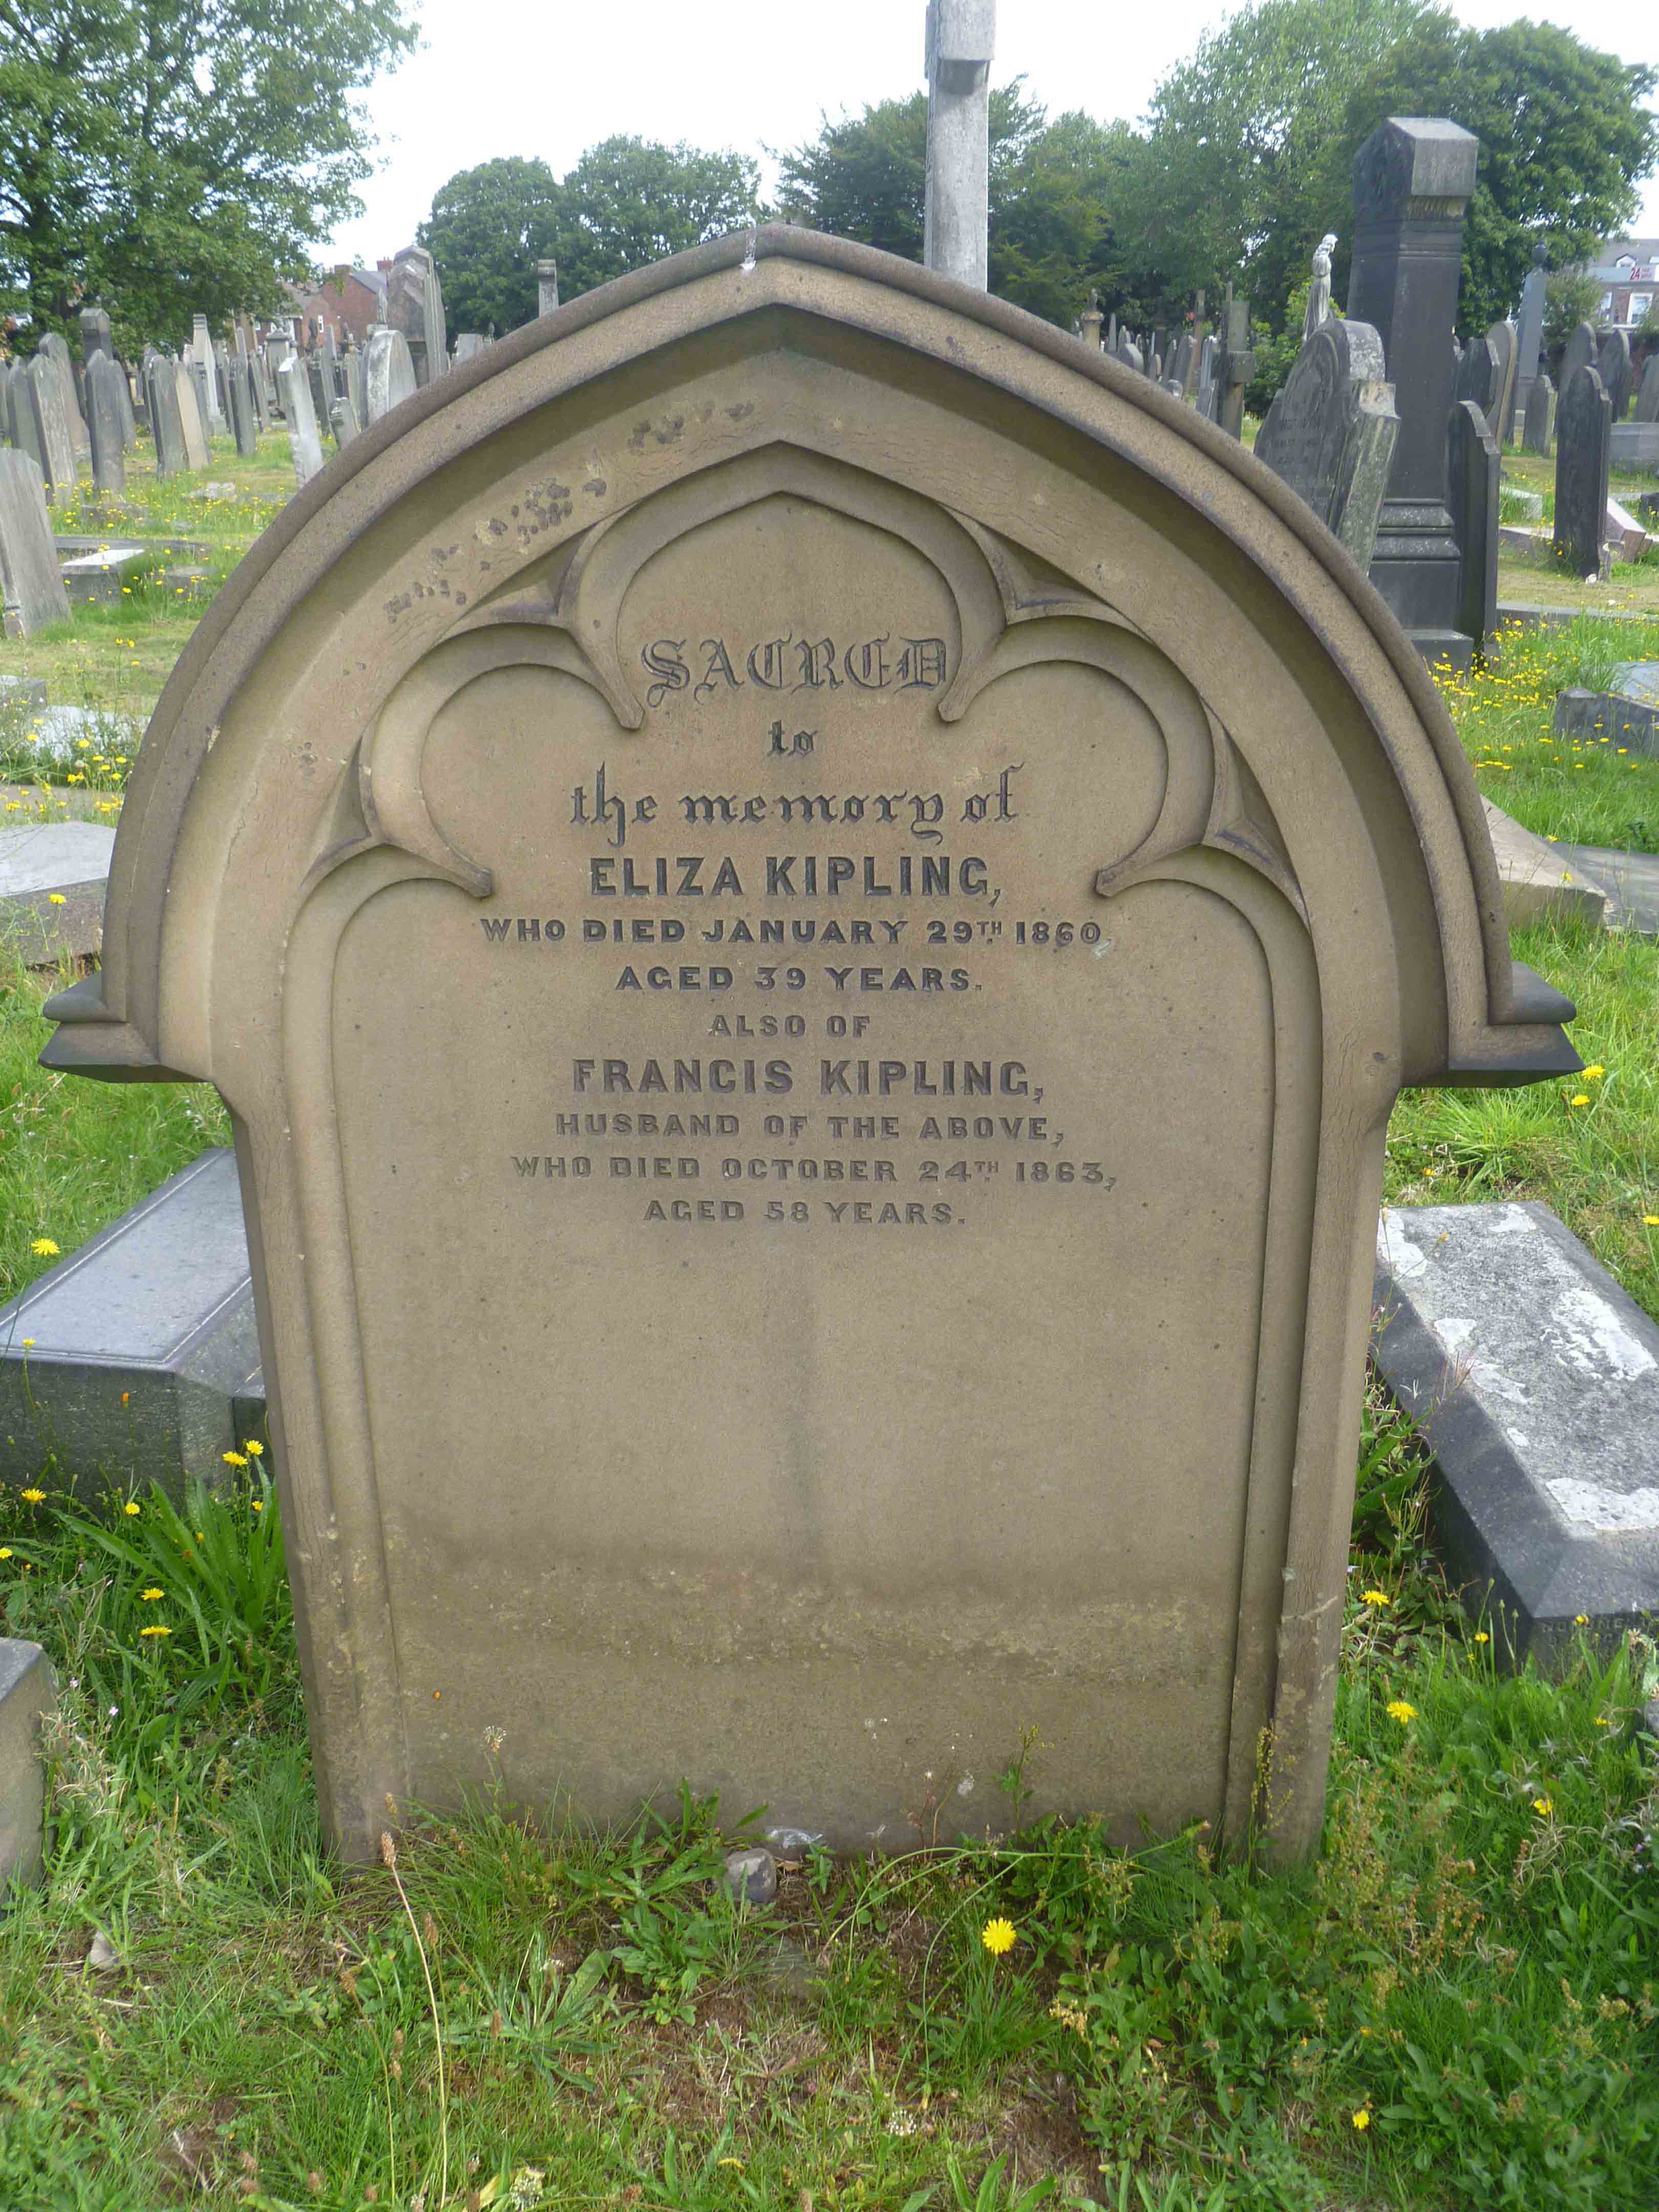 SACRED
to
the memory of
ELIZA KIPLING,
WHO DIED JANUARY 29TH 1860,
AGED 39 YEARS.
ALSO OF
FRANCIS KIPLING,
HUSBAND OF THE ABOVE,
WHO DIED OCTOBER 24TH 1863,
AGED 58 YEARS.
24